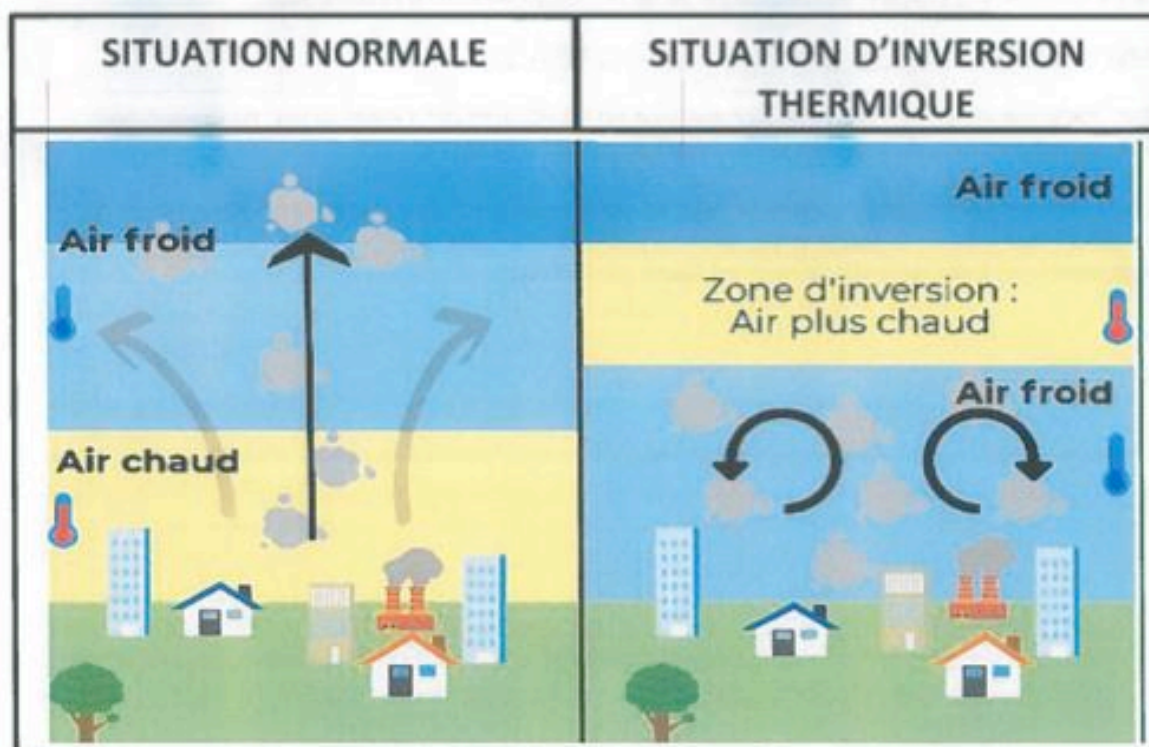 SITUATION NORMALE
SITUATION D’INVERSION
THERMIQUE
Air froid
Air chaud
Air froid
Zone d'inversion :
Air plus chaud
Air froid